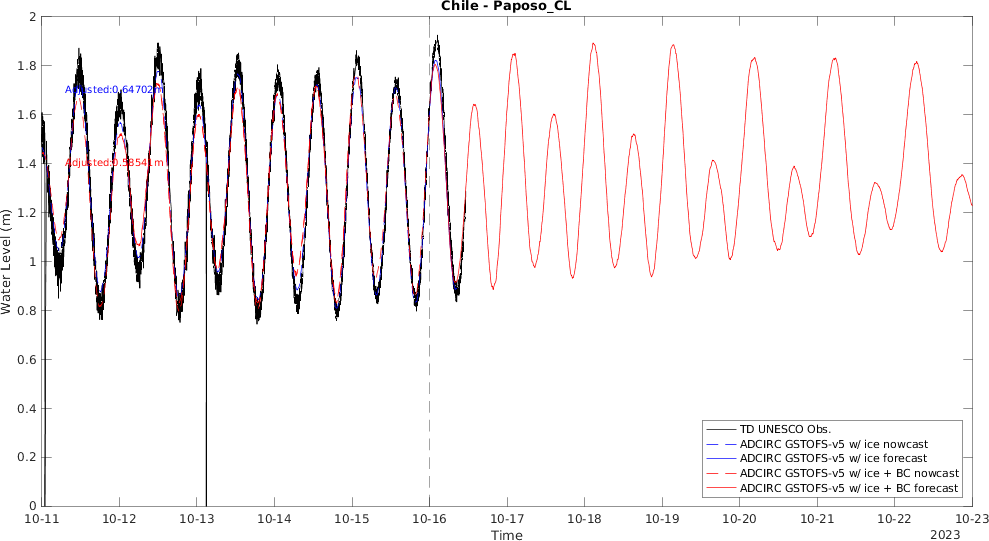 Chile - Paposo_CL
2
1.8
1.6
1.4
1.2
1
0.8
0.6
0.4
0.2
0
Water Level (m)
Adjusted:0.64702m
Adjusted:0.58541m
TD UNESCO Obs.
ADCIRC GSTOFS-v5 w/ ice nowcast
ADCIRC GSTOFS-v5 w/ ice forecast
ADCIRC GSTOFS-v5 w/ ice + BC nowcast
ADCIRC GSTOFS-v5 w/ ice + BC forecast
10-11 10-12 10-13 10-14 10-15 10-16 10-17 10-18 10-19 10-20 10-21 10-22 10-23
Time
2023